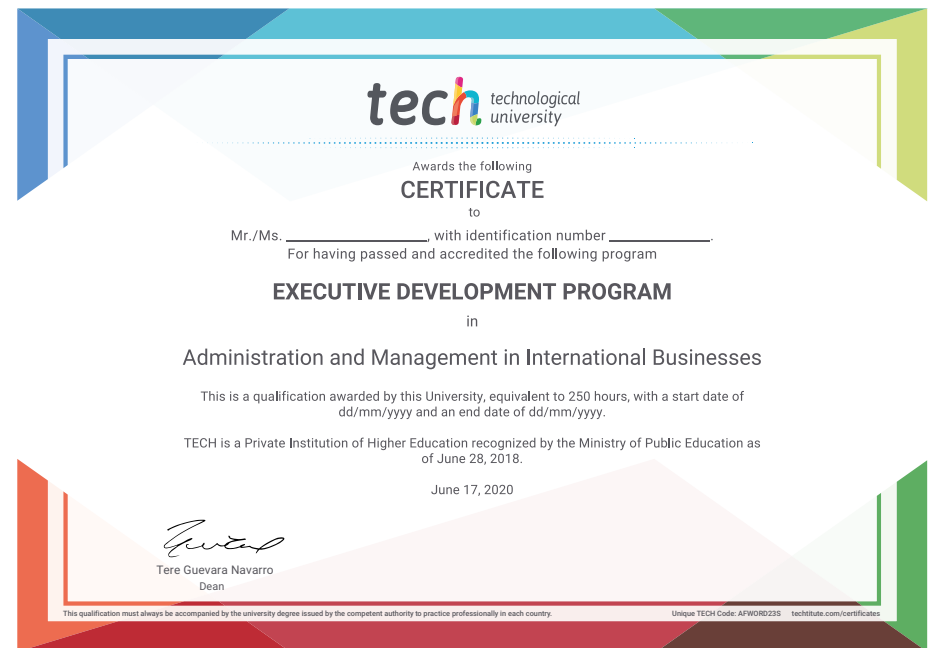 tech technological
university
Awards the following
CERTIFICATE
to
Mr./Ms. __________________, with identification number _____________.
For having passed and accredited the following program
EXECUTIVE DEVELOPMENT PROGRAM
in
Administration and Management in International Businesses
This is a qualification awarded by this University, equivalent to 250 hours, with a start date of
dd/mm/yyyy and an end date of dd/mm/yyyy.
TECH is a Private Institution of Higher Education recognized by the Ministry of Public Education as
of June 28, 2018.
June 17, 2020
Tere Guevara Navarro
Dean
This qualification must always be accompanied by the university degree issued by the competent authority to practice professionally in each country. Unique TECH Code: AFWORD23S techtitute.com/certificates